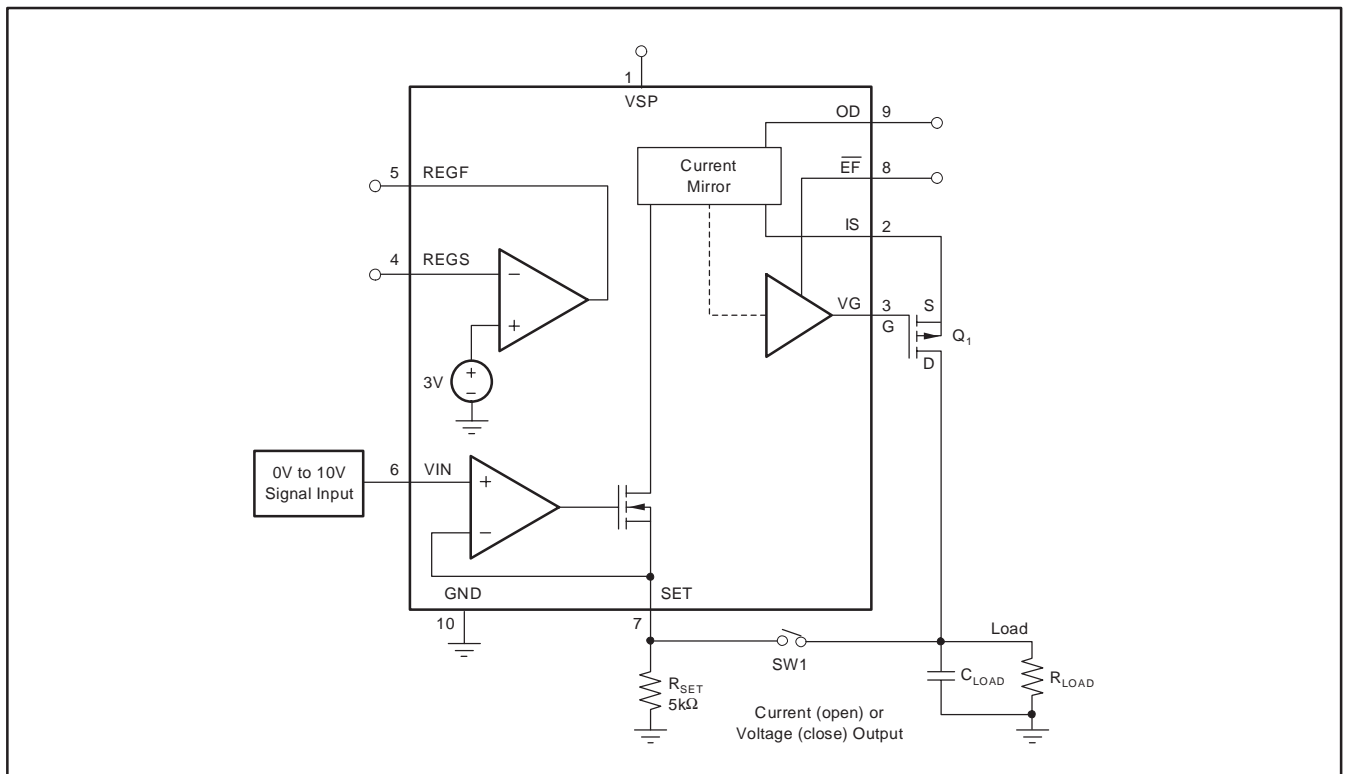 1
VSP
OD 9
Current
Mirror
EF 8
5 REGF
IS 2
4 REGS
−
+
VG 3
G
S
Q1
D
3V
+
−
0V to 10V
Signal Input
6 VIN
+
−
GND
SET
10
7
Load
SW1
RSET
5kΩ
CLOAD
RLOAD
Current (open) or
Voltage (close) Output